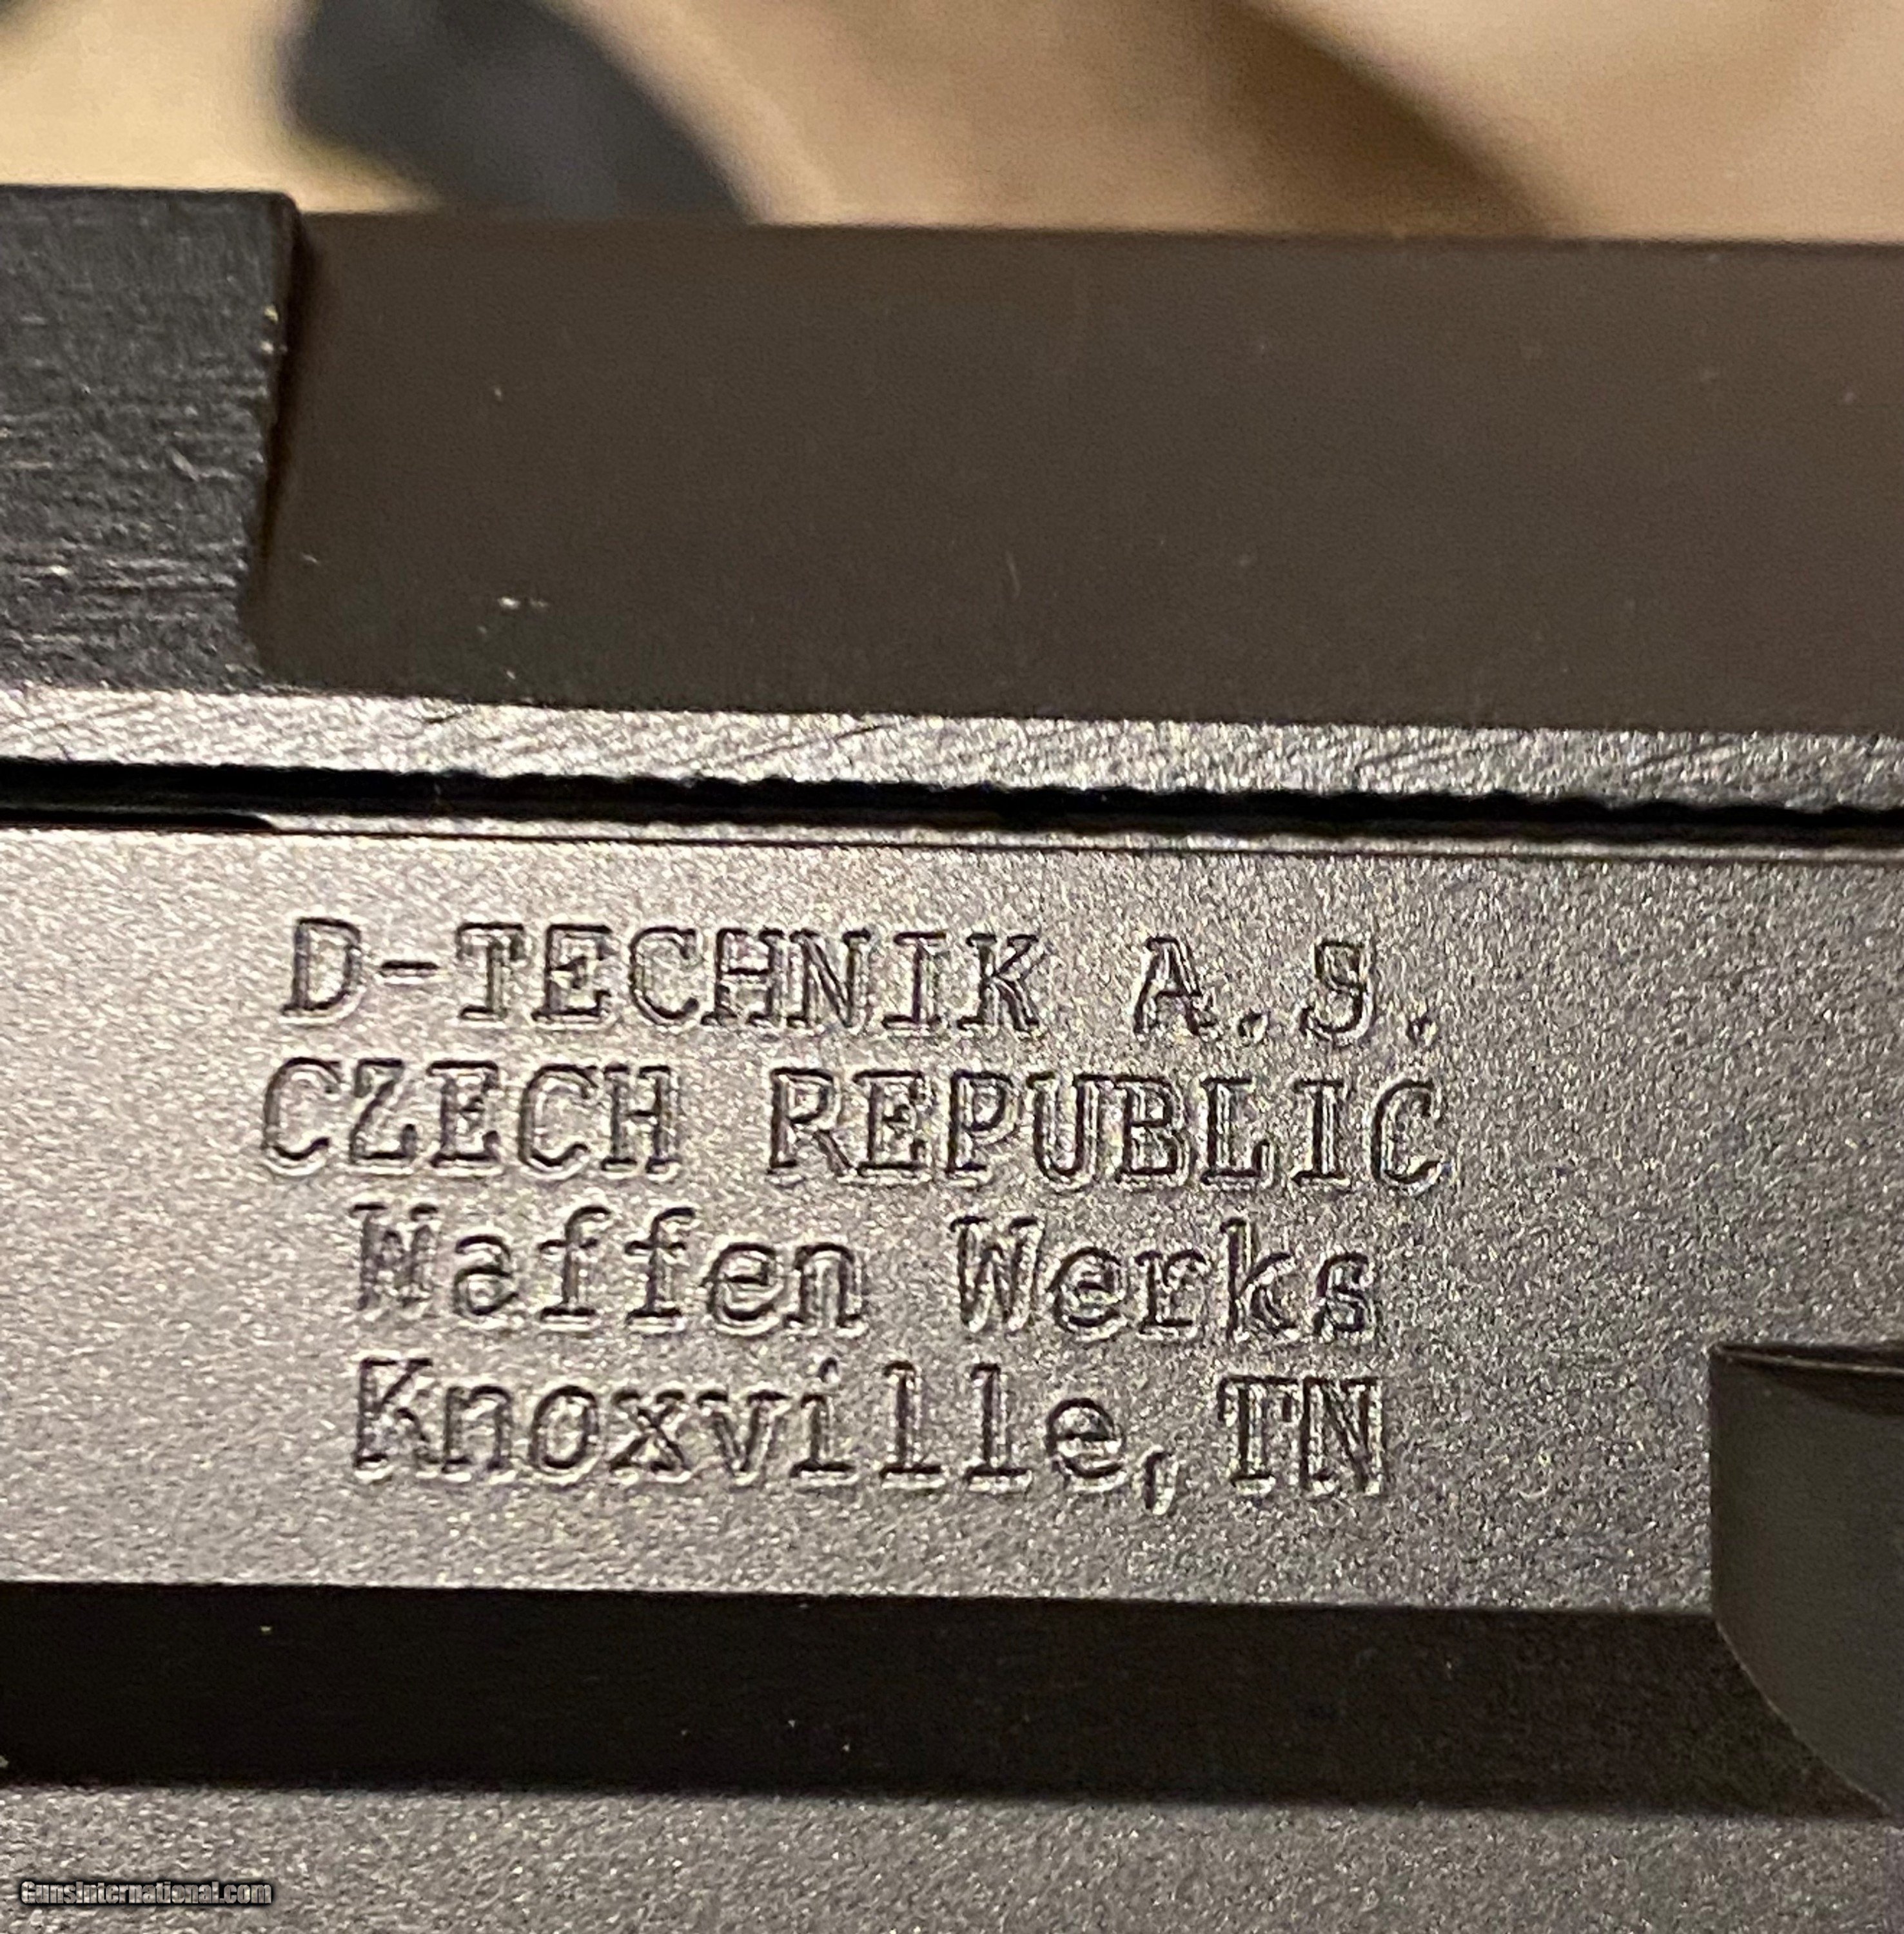 D-TECHNIK A.S.
CZECH REPUBLIC
Waffen Werks
Knoxville, TN
GunsInternational.com